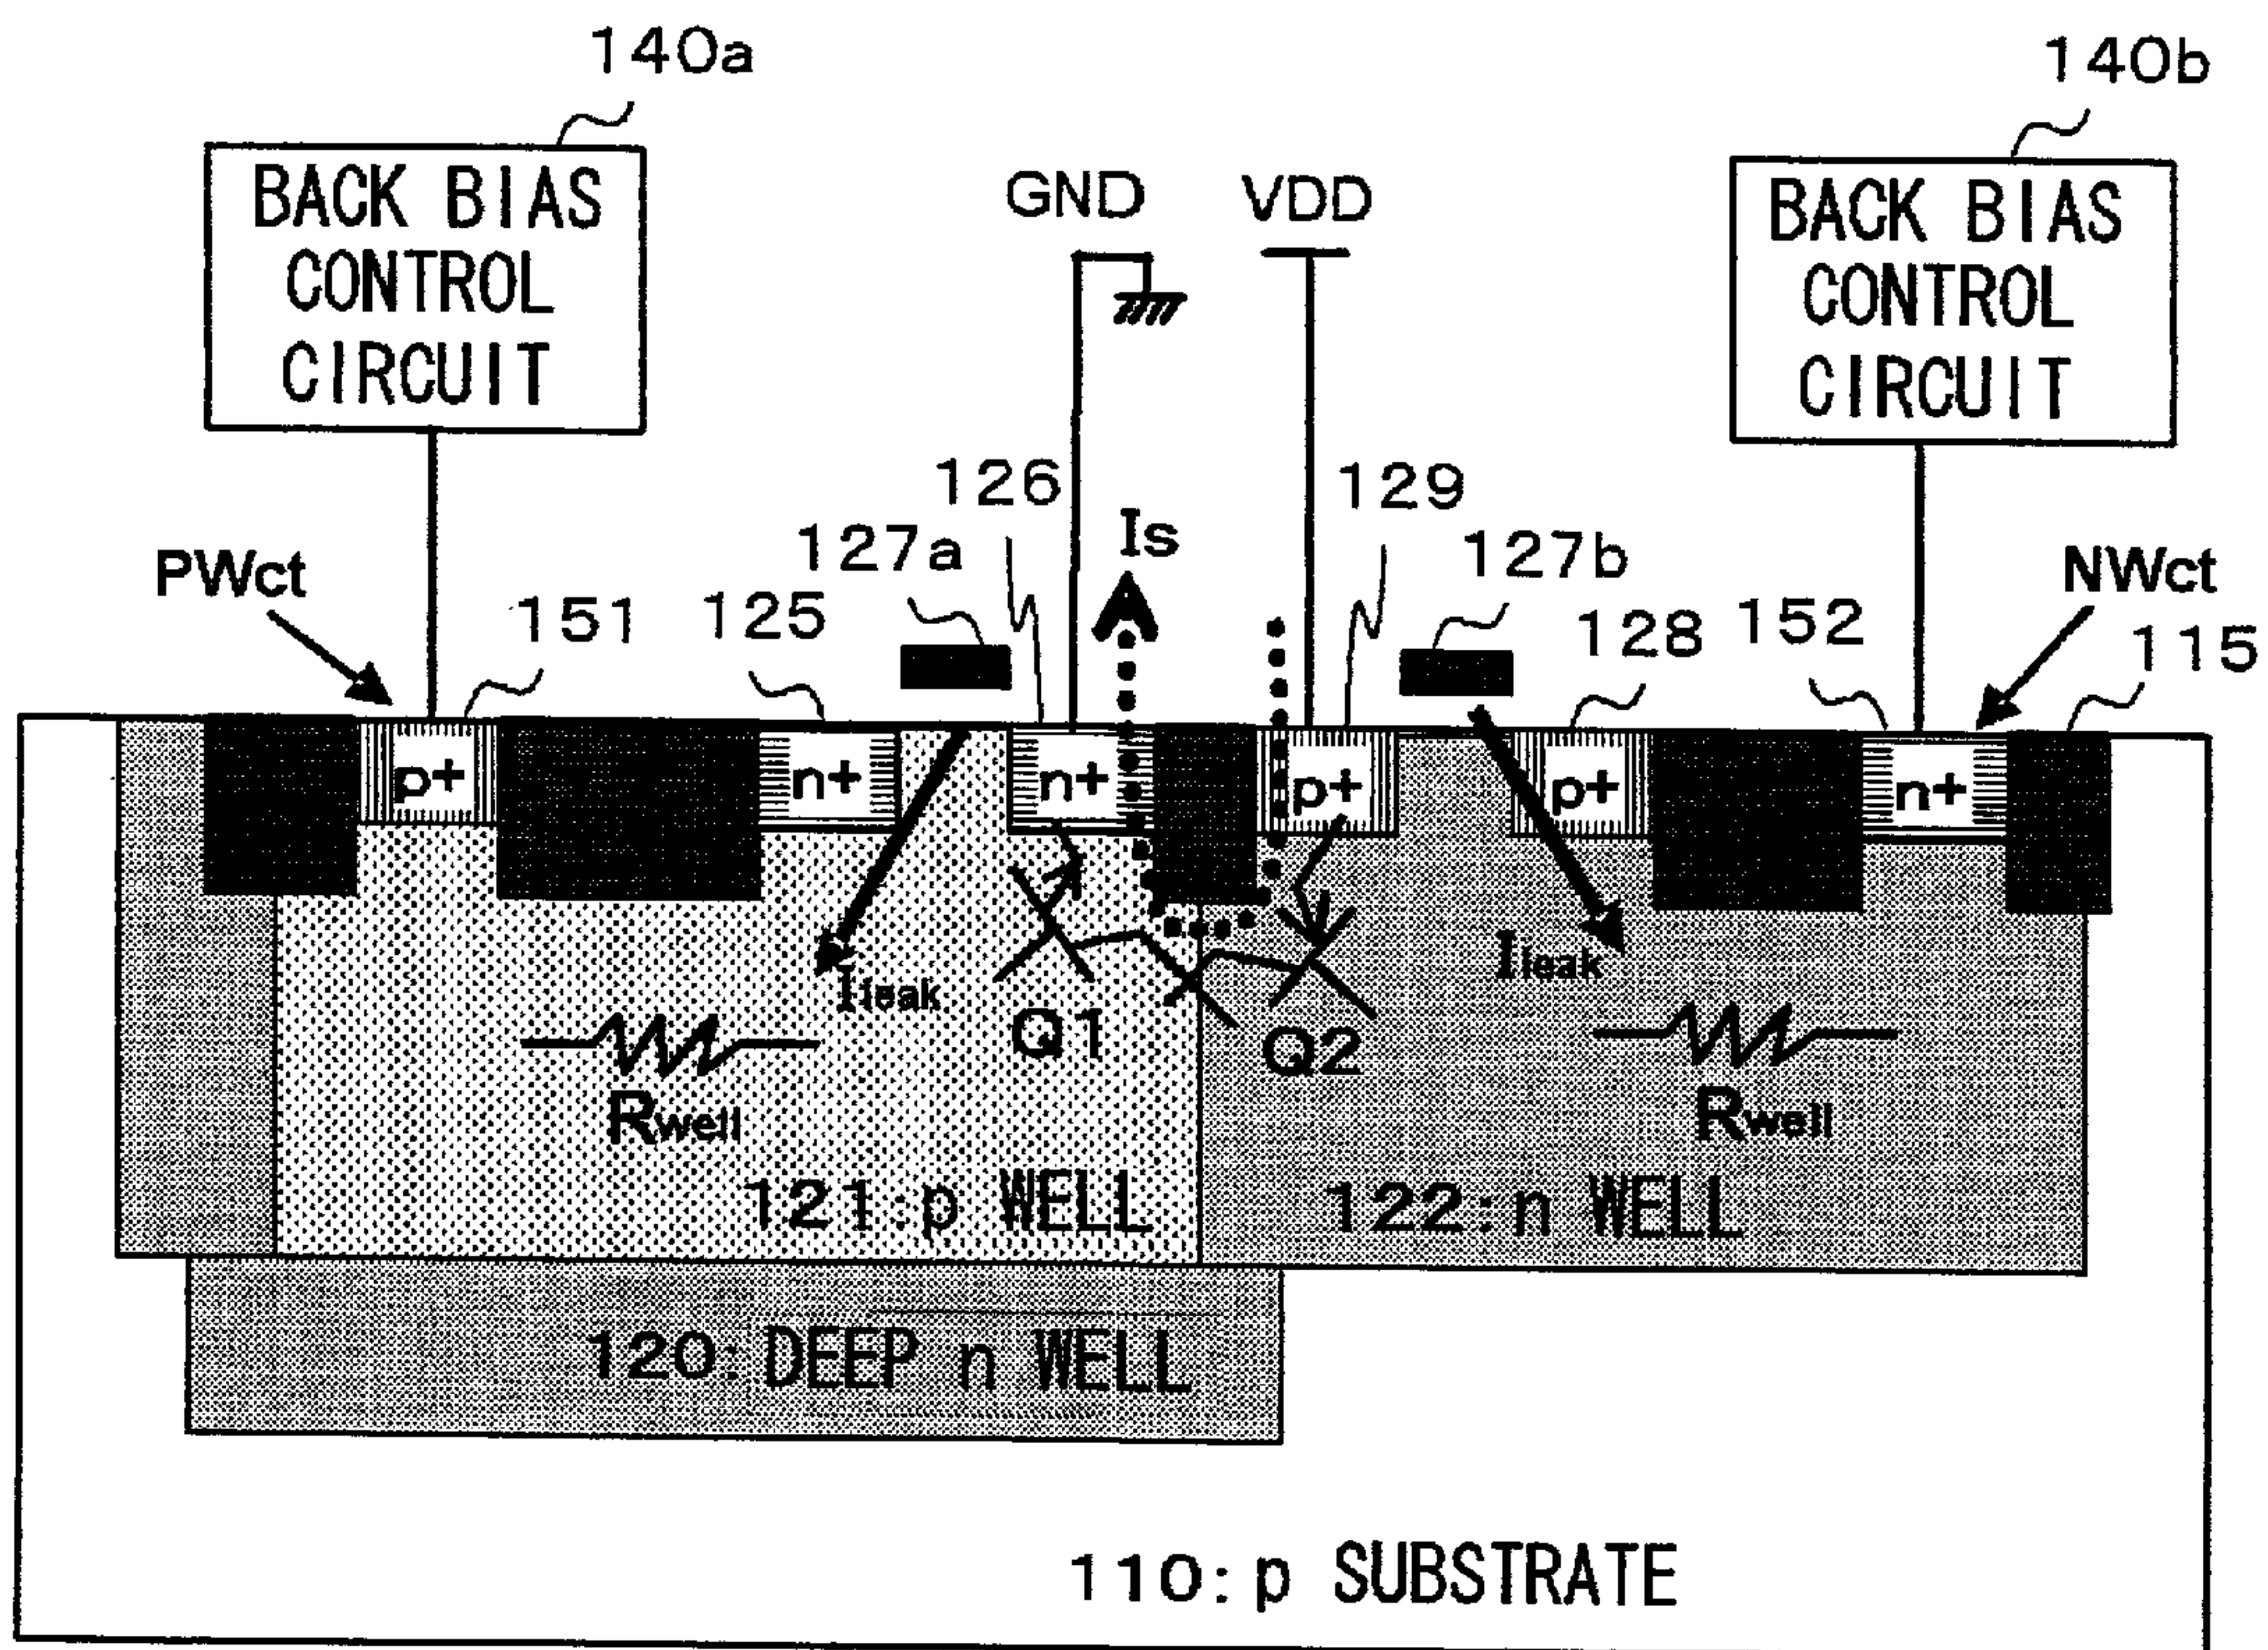 140a
140b
BACK BIAS
CONTROL
CIRCUIT
GND
VDD
BACK BIAS
CONTROL
CIRCUIT
126
129
127a
Is
127b
PWct
NWct
151
125
128
152
115
p+
n+
n+
p+
p+
n+
Ileak
Ileak
Q1
Q2
Rwell
Rwell
121:p WELL
122:n WELL
120:DEEP n WELL
110:p SUBSTRATE